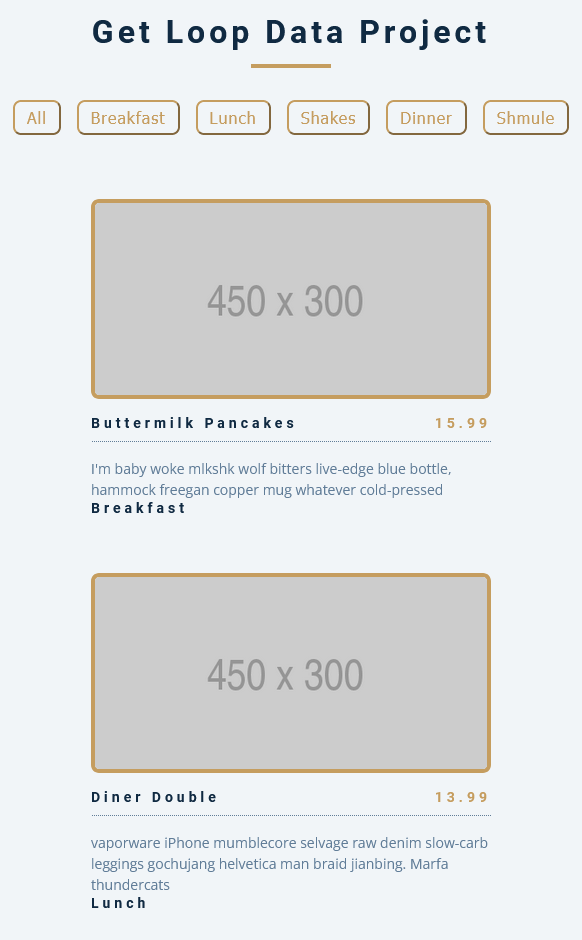 Get Loop Data Project
All
Breakfast
Lunch
Shakes
Dinner
Shmule
450 x 300
Buttermilk Pancakes 15.99
I'm baby woke mlkshk wolf bitters live-edge blue bottle,
hammock freegan copper mug whatever cold-pressed
Breakfast
450 x 300
Diner Double 13.99
vaporware iPhone mumblecore selvage raw denim slow-carb
leggings gochujang helvetica man braid jianbing. Marfa
thundercats
Lunch